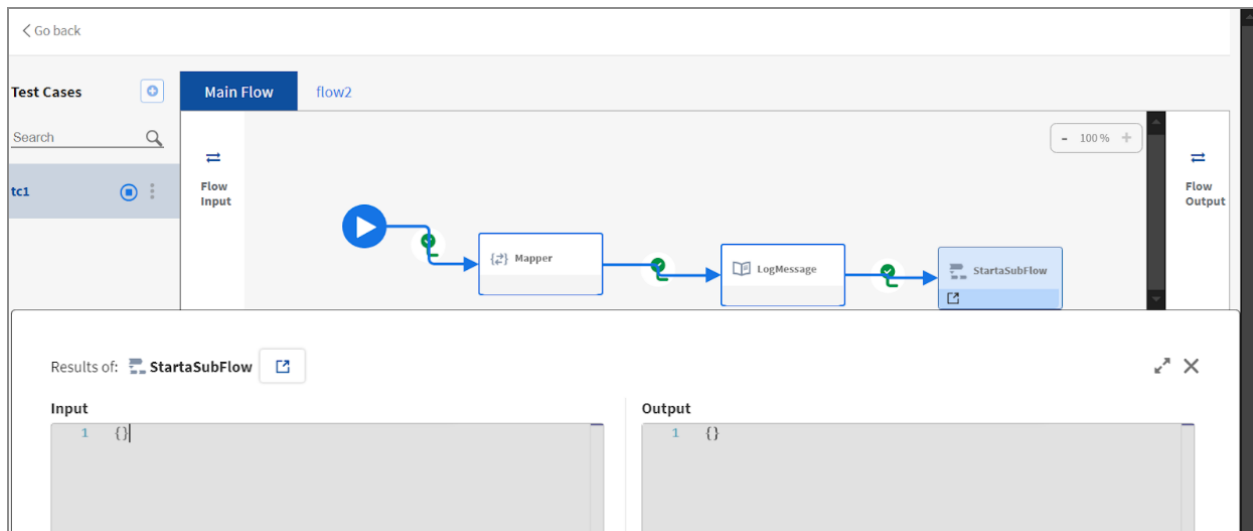 Go back
Test Cases
Main Flow
flow2
Search
tc1
Flow
Input
- 100 % +
Flow
Output
Mapper
LogMessage
StartaSubFlow
Results of: StartaSubFlow
Input
1 {}
Output
1 {}